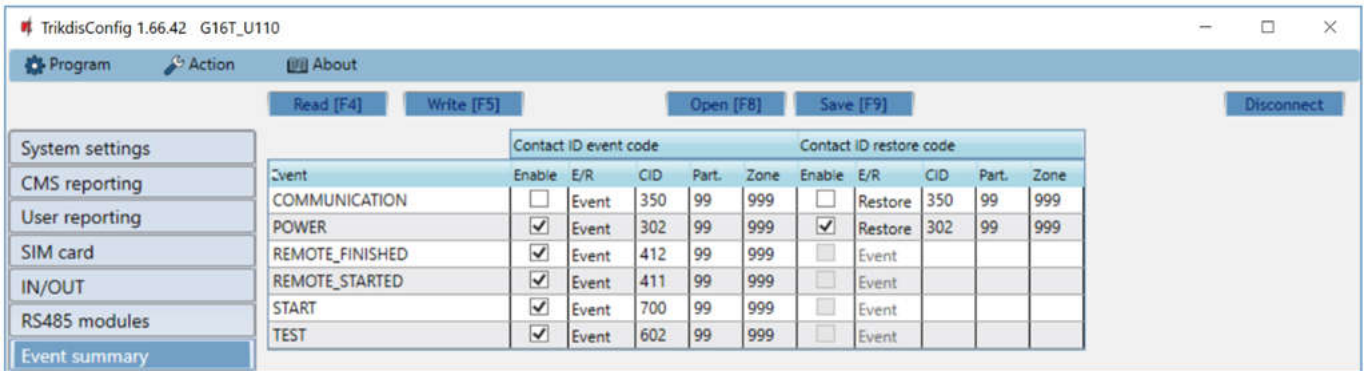 TrikdisConfig 1.66.42 G16T_U110
Program Action About
Read [F4] Write [F5] Open [F8] Save [F9] Disconnect
System settings
CMS reporting
User reporting
SIM card
IN/OUT
RS485 modules
Event summary
Contact ID event code Contact ID restore code
Event Enable E/R CID Part. Zone Enable E/R CID Part. Zone
COMMUNICATION Event 350 99 999 Restore 350 99 999
POWER Event 302 99 999 Restore 302 99 999
REMOTE_FINISHED Event 412 99 999 Event
REMOTE_STARTED Event 411 99 999 Event
START Event 700 99 999 Event
TEST Event 602 99 999 Event